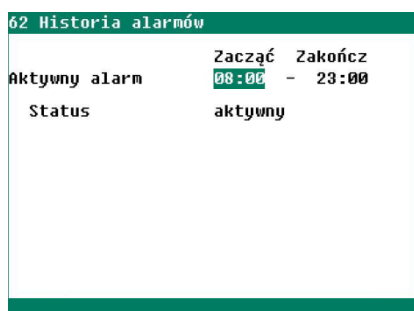 62 Historia alarmów
Zacząć Zakończ
Aktywny alarm 08:00 - 23:00
Status aktywny